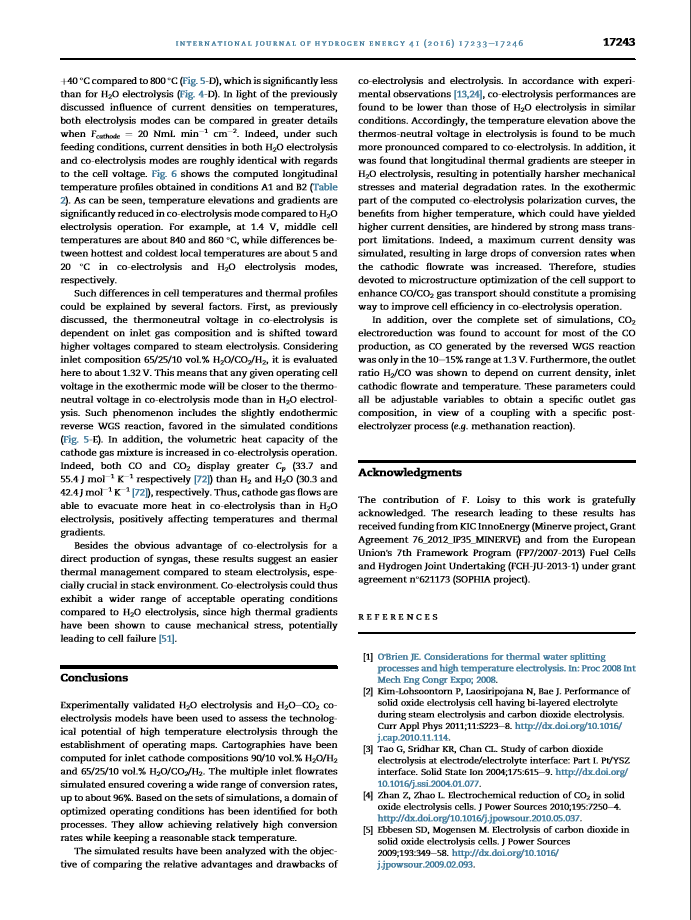 INTERNATIONAL JOURNAL OF HYDROGEN ENERGY 41 (2016) 17233–17246
17243
+40 °C compared to 800 °C (Fig. 5-D), which is significantly less
than for H₂O electrolysis (Fig. 4-D). In light of the previously
discussed influence of current densities on temperatures,
both electrolysis modes can be compared in greater details
when Fcathode = 20 NmL min⁻¹ cm⁻². Indeed, under such
feeding conditions, current densities in both H₂O electrolysis
and co-electrolysis modes are roughly identical with regards
to the cell voltage. Fig. 6 shows the computed longitudinal
temperature profiles obtained in conditions A1 and B2 (Table
2). As can be seen, temperature elevations and gradients are
significantly reduced in co-electrolysis mode compared to H₂O
electrolysis operation. For example, at 1.4 V, middle cell
temperatures are about 840 and 860 °C, while differences be-
tween hottest and coldest local temperatures are about 5 and
20 °C in co-electrolysis and H₂O electrolysis modes,
respectively.
Such differences in cell temperatures and thermal profiles
could be explained by several factors. First, as previously
discussed, the thermoneutral voltage in co-electrolysis is
dependent on inlet gas composition and is shifted toward
higher voltages compared to steam electrolysis. Considering
inlet composition 65/25/10 vol.% H₂O/CO₂/H₂, it is evaluated
here to about 1.32 V. This means that any given operating cell
voltage in the exothermic mode will be closer to the thermo-
neutral voltage in co-electrolysis mode than in H₂O electrol-
ysis. Such phenomenon includes the slightly endothermic
reverse WGS reaction, favored in the simulated conditions
(Fig. 5-E). In addition, the volumetric heat capacity of the
cathode gas mixture is increased in co-electrolysis operation.
Indeed, both CO and CO₂ display greater Cp (33.7 and
55.4 J mol⁻¹ K⁻¹ respectively [72]) than H₂ and H₂O (30.3 and
42.4 J mol⁻¹ K⁻¹ [72]), respectively. Thus, cathode gas flows are
able to evacuate more heat in co-electrolysis than in H₂O
electrolysis, positively affecting temperatures and thermal
gradients.
Besides the obvious advantage of co-electrolysis for a
direct production of syngas, these results suggest an easier
thermal management compared to steam electrolysis, espe-
cially crucial in stack environment. Co-electrolysis could thus
exhibit a wider range of acceptable operating conditions
compared to H₂O electrolysis, since high thermal gradients
have been shown to cause mechanical stress, potentially
leading to cell failure [51].
Conclusions
Experimentally validated H₂O electrolysis and H₂O–CO₂ co-
electrolysis models have been used to assess the technolog-
ical potential of high temperature electrolysis through the
establishment of operating maps. Cartographies have been
computed for inlet cathode compositions 90/10 vol.% H₂O/H₂
and 65/25/10 vol.% H₂O/CO₂/H₂. The multiple inlet flowrates
simulated ensured covering a wide range of conversion rates,
up to about 96%. Based on the sets of simulations, a domain of
optimized operating conditions has been identified for both
processes. They allow achieving relatively high conversion
rates while keeping a reasonable stack temperature.
The simulated results have been analyzed with the objec-
tive of comparing the relative advantages and drawbacks of
co-electrolysis and electrolysis. In accordance with experi-
mental observations [13,24], co-electrolysis performances are
found to be lower than those of H₂O electrolysis in similar
conditions. Accordingly, the temperature elevation above the
thermos-neutral voltage in electrolysis is found to be much
more pronounced compared to co-electrolysis. In addition, it
was found that longitudinal thermal gradients are steeper in
H₂O electrolysis, resulting in potentially harsher mechanical
stresses and material degradation rates. In the exothermic
part of the computed co-electrolysis polarization curves, the
benefits from higher temperature, which could have yielded
higher current densities, are hindered by strong mass trans-
port limitations. Indeed, a maximum current density was
simulated, resulting in large drops of conversion rates when
the cathodic flowrate was increased. Therefore, studies
devoted to microstructure optimization of the cell support to
enhance CO/CO₂ gas transport should constitute a promising
way to improve cell efficiency in co-electrolysis operation.
In addition, over the complete set of simulations, CO₂
electroreduction was found to account for most of the CO
production, as CO generated by the reversed WGS reaction
was only in the 10–15% range at 1.3 V. Furthermore, the outlet
ratio H₂/CO was shown to depend on current density, inlet
cathodic flowrate and temperature. These parameters could
all be adjustable variables to obtain a specific outlet gas
composition, in view of a coupling with a specific post-
electrolyzer process (e.g. methanation reaction).
Acknowledgments
The contribution of F. Loisy to this work is gratefully
acknowledged. The research leading to these results has
received funding from KIC InnoEnergy (Minerve project, Grant
Agreement 76_2012_IP35_MINERVE) and from the European
Union's 7th Framework Program (FP7/2007-2013) Fuel Cells
and Hydrogen Joint Undertaking (FCH-JU-2013-1) under grant
agreement n°621173 (SOPHIA project).
REFERENCES
[1] O'Brien JE. Considerations for thermal water splitting
processes and high temperature electrolysis. In: Proc 2008 Int
Mech Eng Congr Expo; 2008.
[2] Kim-Lohsoontorn P, Laosiripojana N, Bae J. Performance of
solid oxide electrolysis cell having bi-layered electrolyte
during steam electrolysis and carbon dioxide electrolysis.
Curr Appl Phys 2011;11:S223–8. http://dx.doi.org/10.1016/
j.cap.2010.11.114.
[3] Tao G, Sridhar KR, Chan CL. Study of carbon dioxide
electrolysis at electrode/electrolyte interface: Part I. Pt/YSZ
interface. Solid State Ion 2004;175:615–9. http://dx.doi.org/
10.1016/j.ssi.2004.01.077.
[4] Zhan Z, Zhao L. Electrochemical reduction of CO₂ in solid
oxide electrolysis cells. J Power Sources 2010;195:7250–4.
http://dx.doi.org/10.1016/j.jpowsour.2010.05.037.
[5] Ebbesen SD, Mogensen M. Electrolysis of carbon dioxide in
solid oxide electrolysis cells. J Power Sources
2009;193:349–58. http://dx.doi.org/10.1016/
j.jpowsour.2009.02.093.